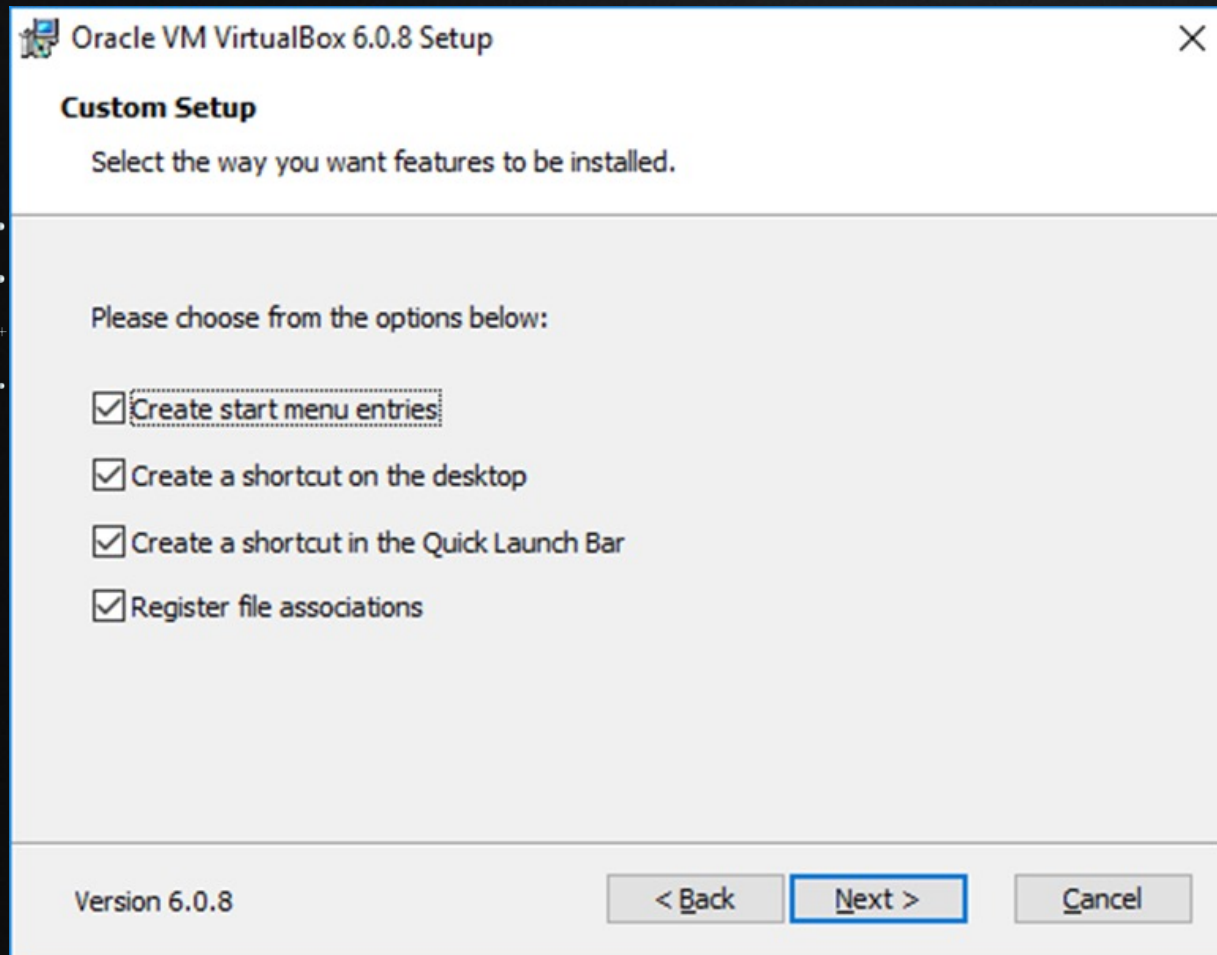 Oracle VM VirtualBox 6.0.8 Setup
Custom Setup
Select the way you want features to be installed.
Please choose from the options below:
Create start menu entries
Create a shortcut on the desktop
Create a shortcut in the Quick Launch Bar
Register file associations
Version 6.0.8
< Back
Next >
Cancel